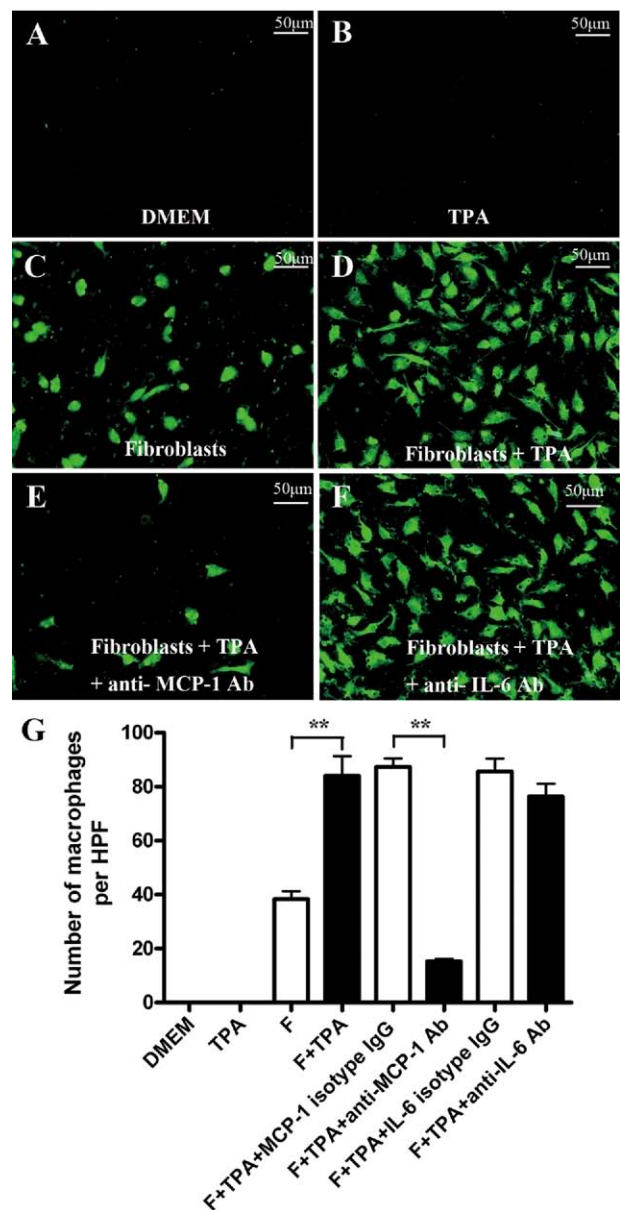 A
50μm
DMEM
B
50μm
TPA
C
50μm
Fibroblasts
D
50μm
Fibroblasts + TPA
E
50μm
Fibroblasts + TPA
+ anti- MCP-1 Ab
F
50μm
Fibroblasts + TPA
+ anti- IL-6 Ab
G
Number of macrophages
per HPF
100
80
60
40
20
0
**
**
DMEM
TPA
F
F+TPA
F+TPA+MCP-1 isotype IgG
F+TPA+anti-MCP-1 Ab
F+TPA+IL-6 isotype IgG
F+TPA+anti-IL-6 Ab